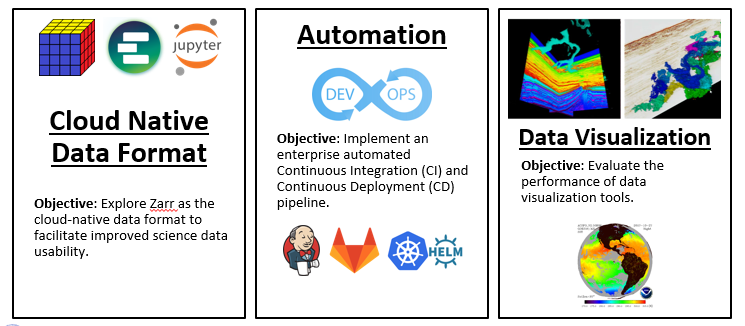 jupyter
Cloud Native
Data Format
Objective: Explore Zarr as the
cloud-native data format to
facilitate improved science data
usability.
Automation
DEV OPS
Objective: Implement an
enterprise automated
Continuous Integration (CI) and
Continuous Deployment (CD)
pipeline.
HELM
Data Visualization
Objective: Evaluate the
performance of data
visualization tools.